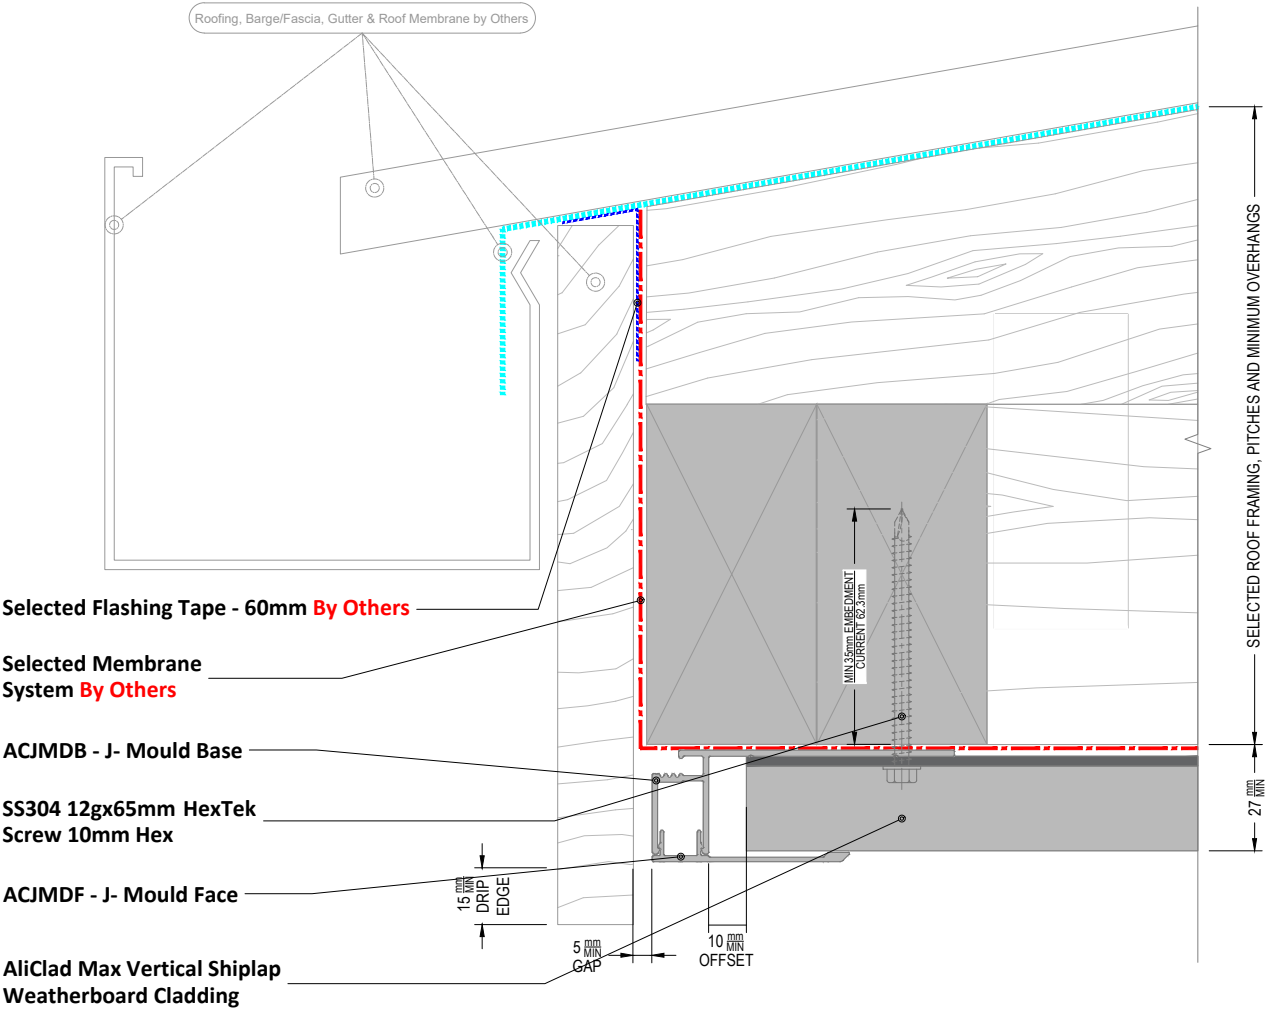 Roofing, Barge/Fascia, Gutter & Roof Membrane by Others
SELECTED ROOF FRAMING, PITCHES AND MINIMUM OVERHANGS
MIN 35mm EMBEDMENT
CURRENT 62.3mm
Selected Flashing Tape - 60mm By Others
Selected Membrane
System By Others
ACJMDB - J- Mould Base
SS304 12gx65mm HexTek
Screw 10mm Hex
ACJMDF - J- Mould Face
AliClad Max Vertical Shiplap
Weatherboard Cladding
15 mm MIN
DRIP
EDGE
5 mm MIN
GAP
10 mm MIN
OFFSET
27 mm MIN